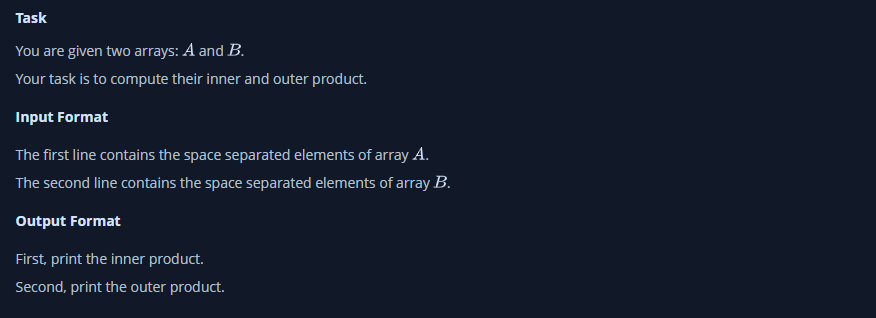 Task
You are given two arrays: A and B.
Your task is to compute their inner and outer product.
Input Format
The first line contains the space separated elements of array A.
The second line contains the space separated elements of array B.
Output Format
First, print the inner product.
Second, print the outer product.